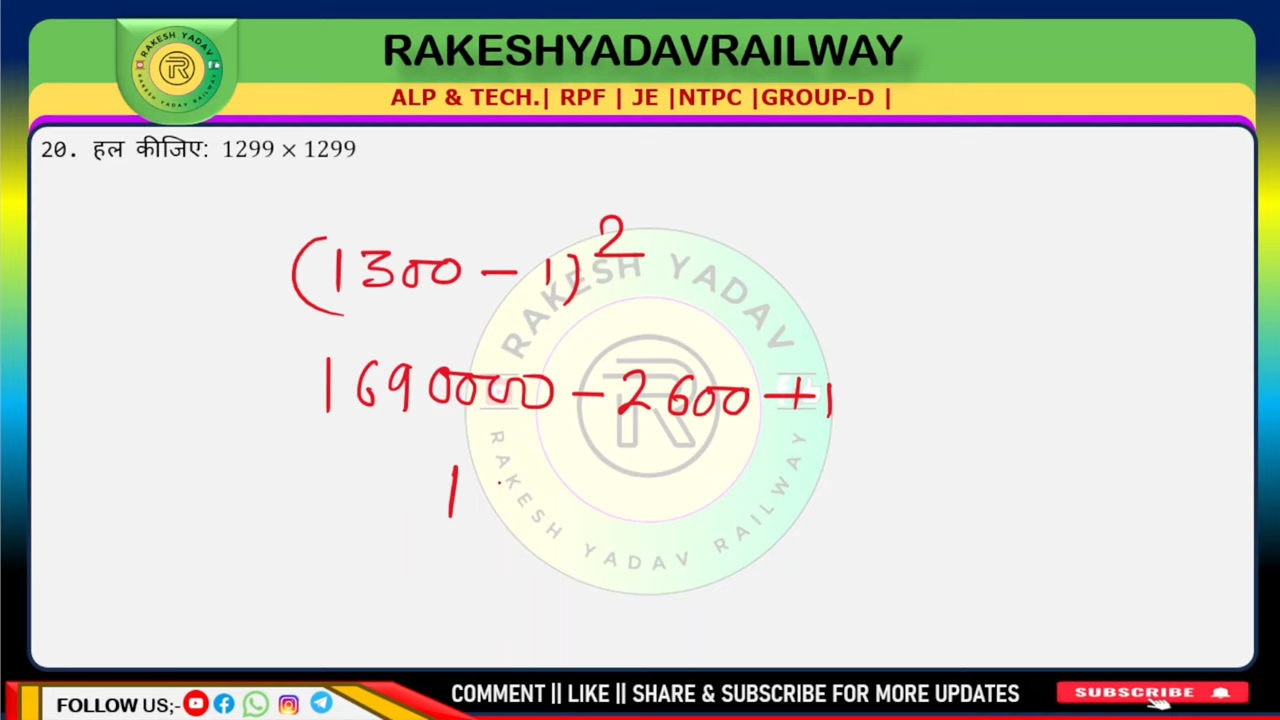 RAKESH YADAV
R
RAKESH YADAV RAILWAY
RAKESHYADAVRAILWAY
ALP & TECH.| RPF | JE |NTPC |GROUP-D |
20. हल कीजिए: 1299 × 1299
(1300 - 1)²
1690000 - 2600 + 1
1
RAKESH YADAV
R
RAKESH YADAV RAILWAY
FOLLOW US;-
COMMENT || LIKE || SHARE & SUBSCRIBE FOR MORE UPDATES
SUBSCRIBE